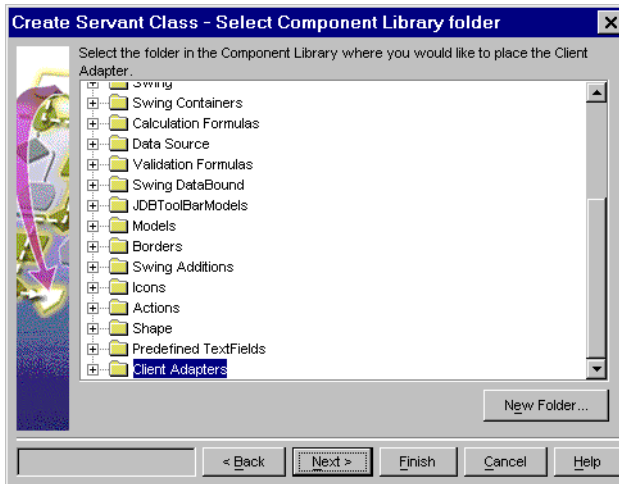 Create Servant Class - Select Component Library folder
Select the folder in the Component Library where you would like to place the Client
Adapter.
Swing
Swing Containers
Calculation Formulas
Data Source
Validation Formulas
Swing DataBound
JDBToolBarModels
Models
Borders
Swing Additions
Icons
Actions
Shape
Predefined TextFields
Client Adapters
New Folder...
< Back Next > Finish Cancel Help